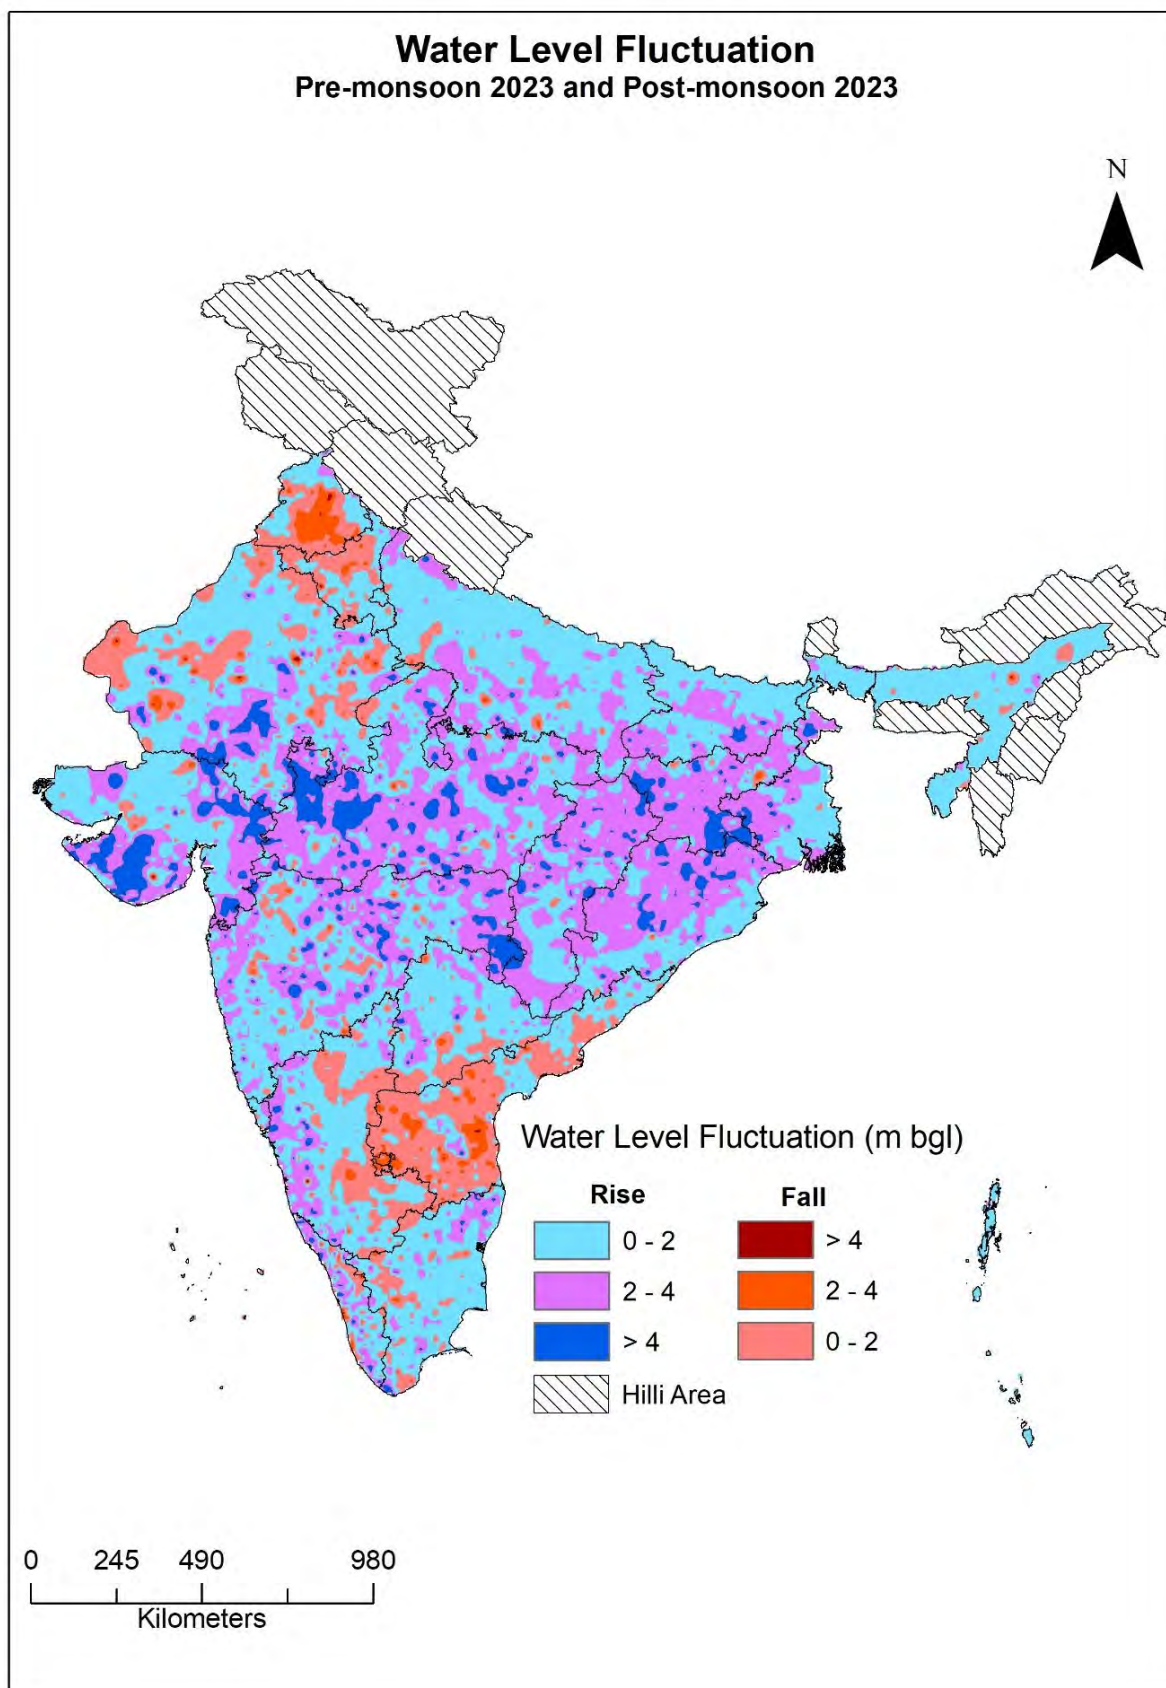 Water Level Fluctuation
Pre-monsoon 2023 and Post-monsoon 2023
N
Water Level Fluctuation (m bgl)
Rise
Fall
0 - 2
> 4
2 - 4
2 - 4
> 4
0 - 2
Hilli Area
0 245 490 980
Kilometers